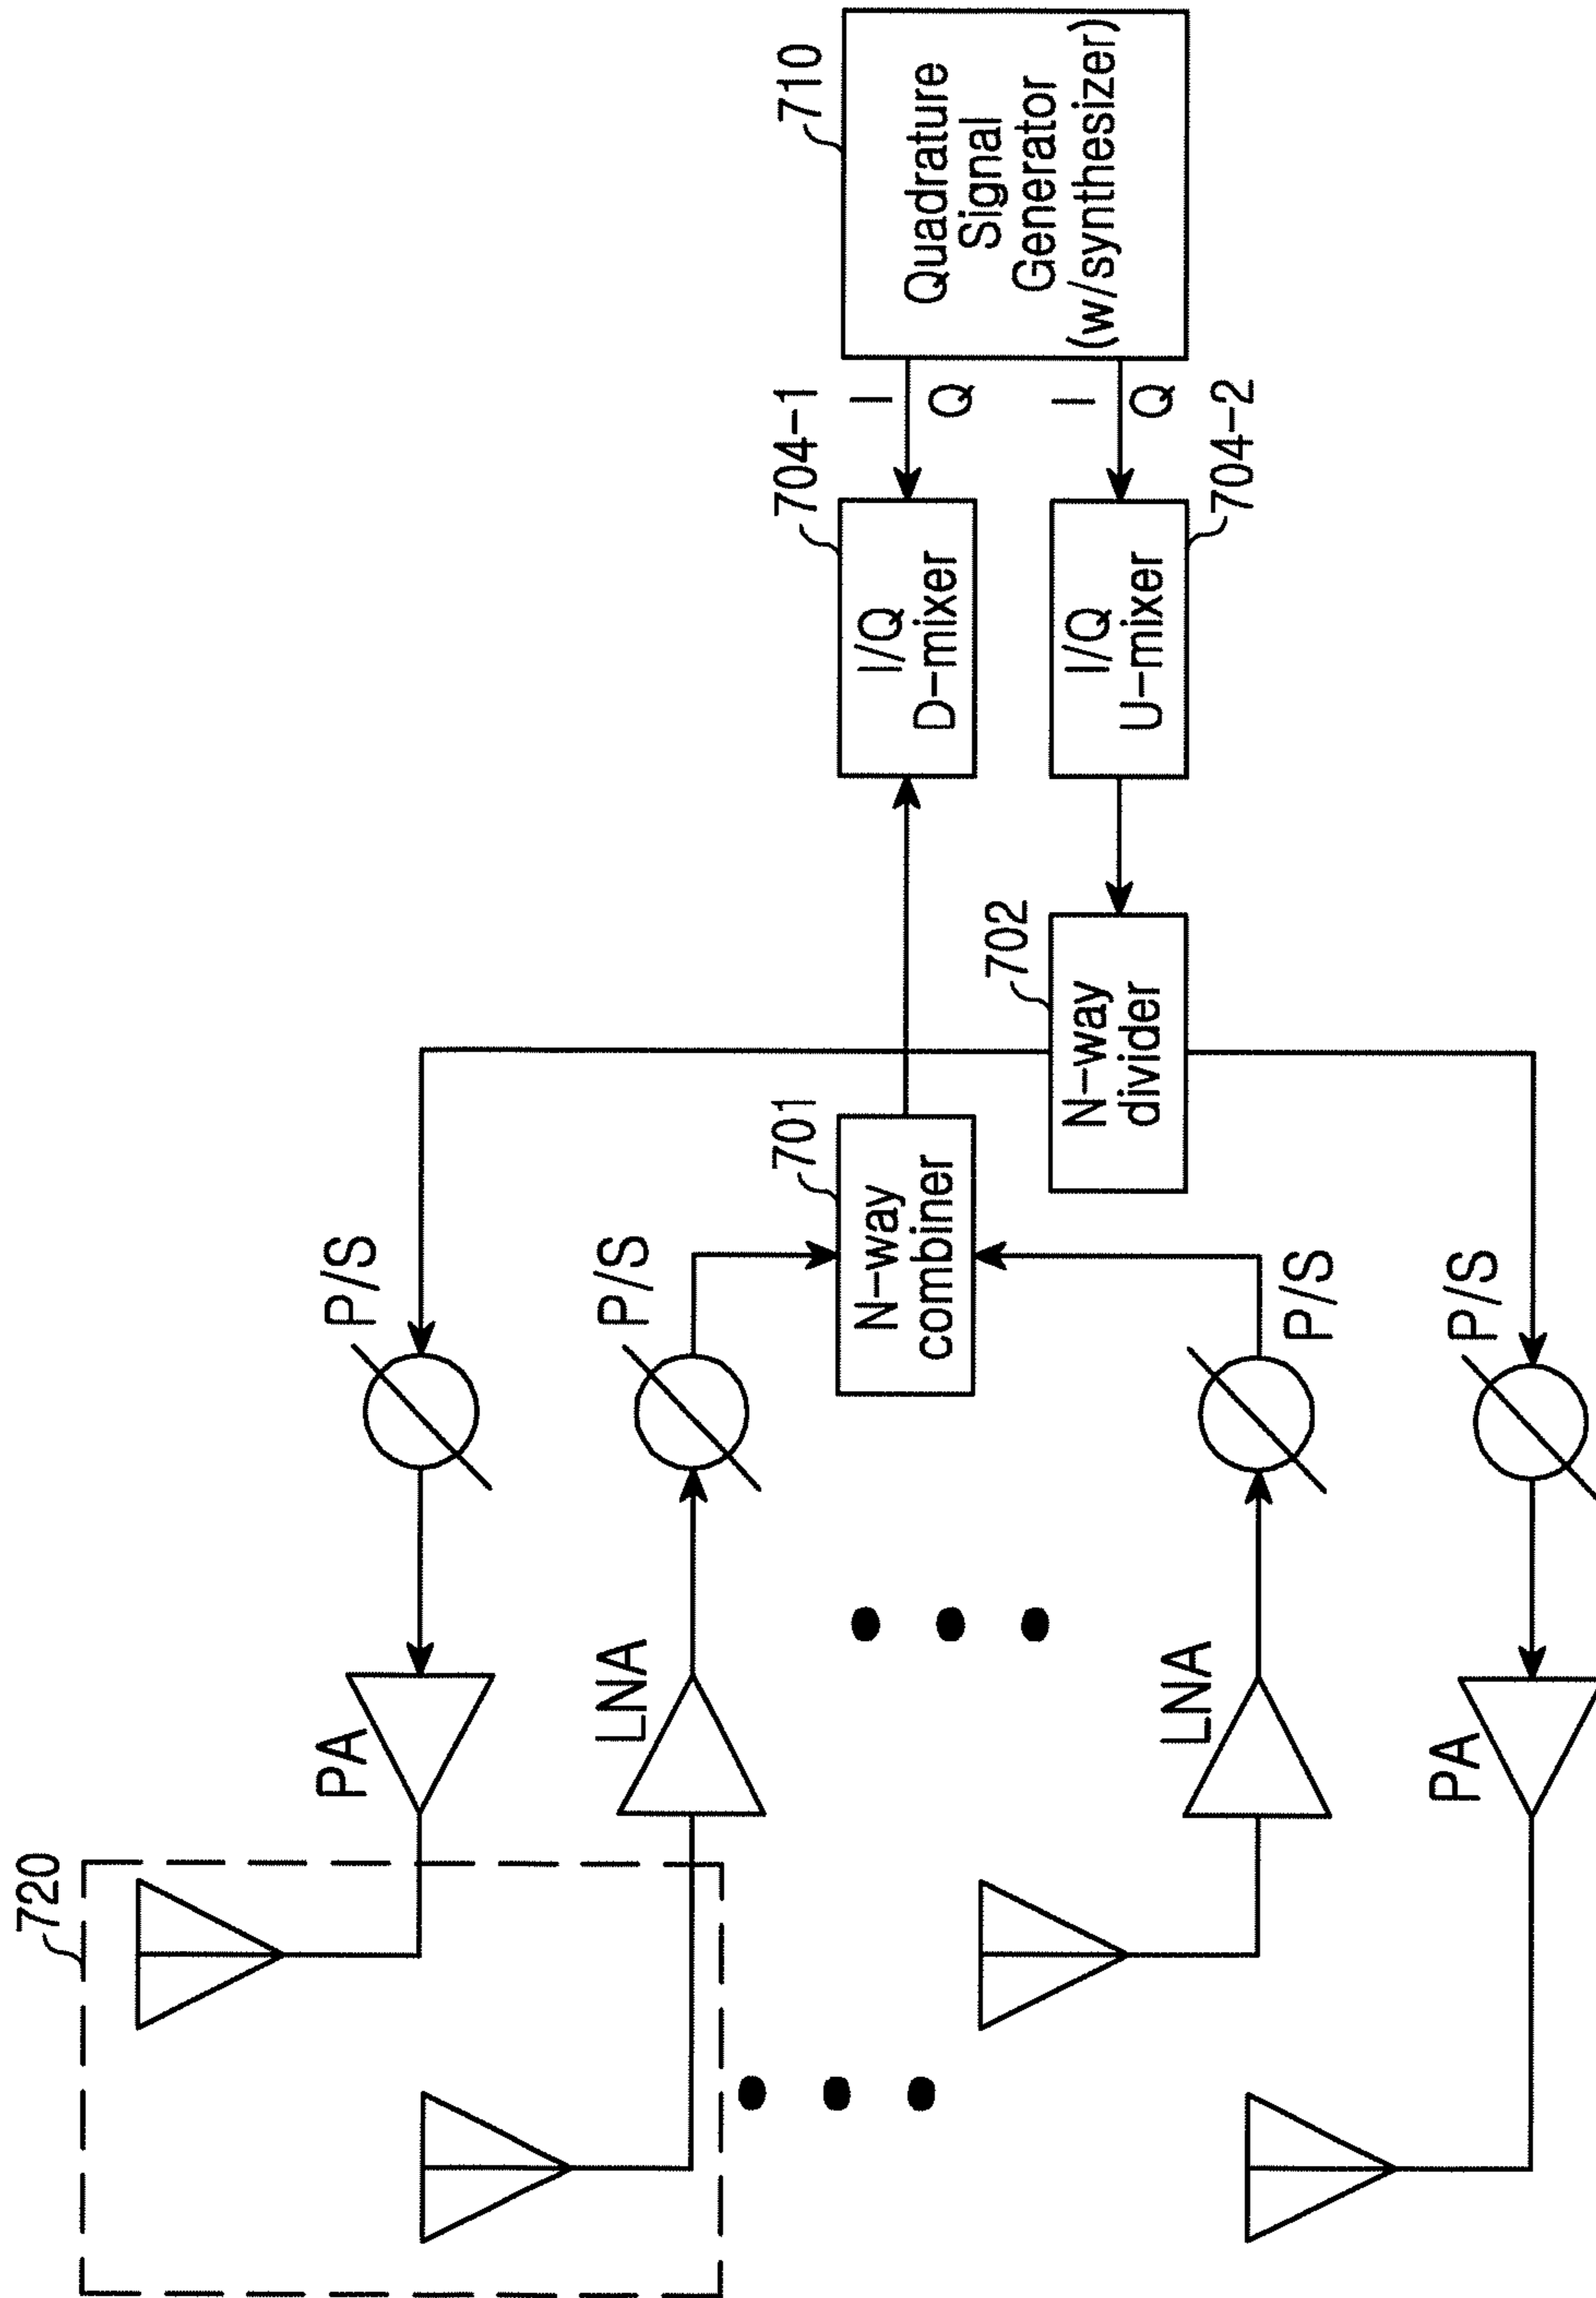 720
PA
P/S
LNA
P/S
701
N-way
combiner
702
N-way
divider
704-1
I/Q
D-mixer
I
Q
710
Quadrature
Signal
Generator
(w/synthesizer)
I/Q
U-mixer
704-2
I
Q
LNA
P/S
PA
P/S